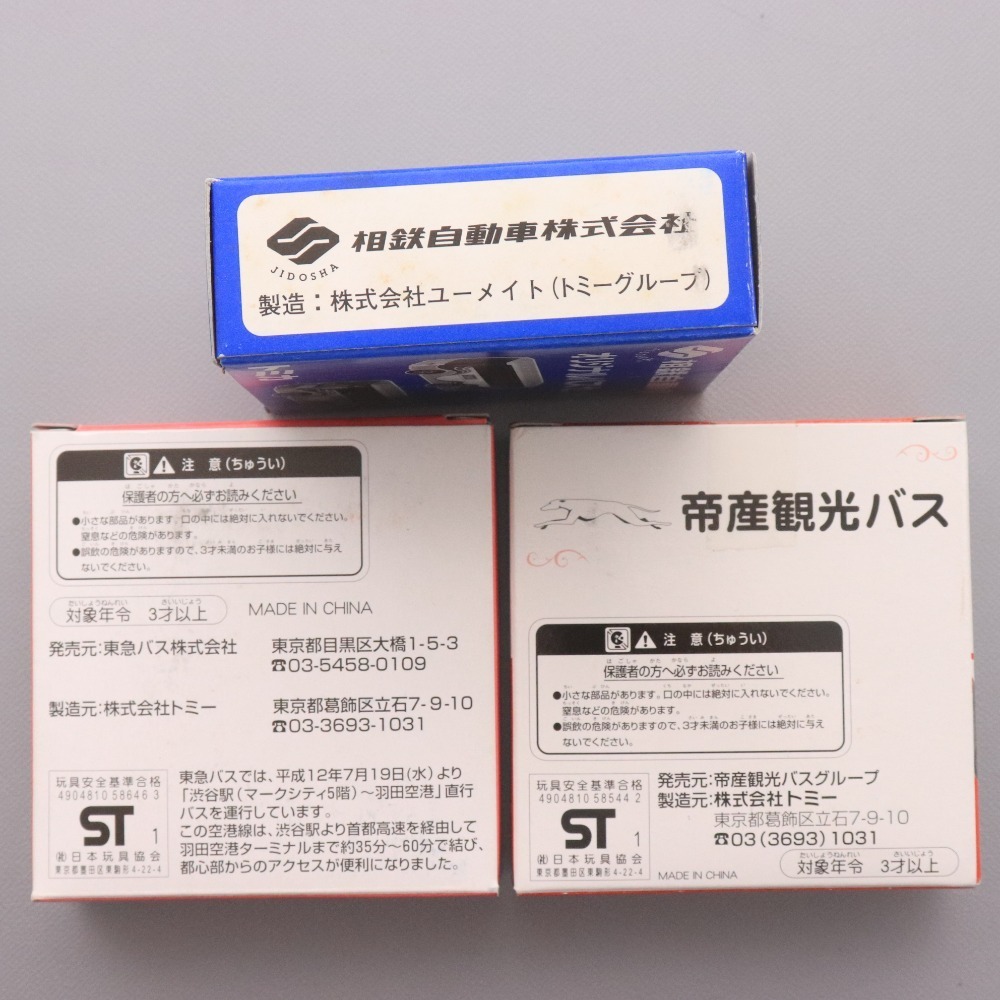 相鉄自動車株式会社
JIDOSHA
製造：株式会社ユーメイト(トミーグループ)
トミカ
注意(ちゅうい)
保護者の方へ必ずお読みください
●小さな部品があります。口の中には絶対に入れないでください。
窒息などの危険があります。
●誤飲の危険がありますので、3才未満のお子様には絶対に与え
ないでください。
対象年令 3才以上
MADE IN CHINA
発売元:東急バス株式会社
東京都目黒区大橋1-5-3
☎03-5458-0109
製造元:株式会社トミー
東京都葛飾区立石7-9-10
☎03-3693-1031
玩具安全基準合格
4904810 58646 3
ST 1
㈳日本玩具協会
東京都墨田区東駒形4-22-4
東急バスでは、平成12年7月19日(水)より
「渋谷駅(マークシティ5階)～羽田空港」直行
バスを運行しています。
この空港線は、渋谷駅より首都高速を経由して
羽田空港ターミナルまで約35分～60分で結び、
都心部からのアクセスが便利になりました。
帝産観光バス
注意(ちゅうい)
保護者の方へ必ずお読みください
●小さな部品があります。口の中には絶対に入れないでください。
窒息などの危険があります。
●誤飲の危険がありますので、3才未満のお子様には絶対に与え
ないでください。
玩具安全基準合格
4904810 58544 2
ST 1
㈳日本玩具協会
東京都墨田区東駒形4-22-4
発売元:帝産観光バスグループ
製造元:株式会社トミー
東京都葛飾区立石7-9-10
☎03(3693)1031
対象年令 3才以上
MADE IN CHINA